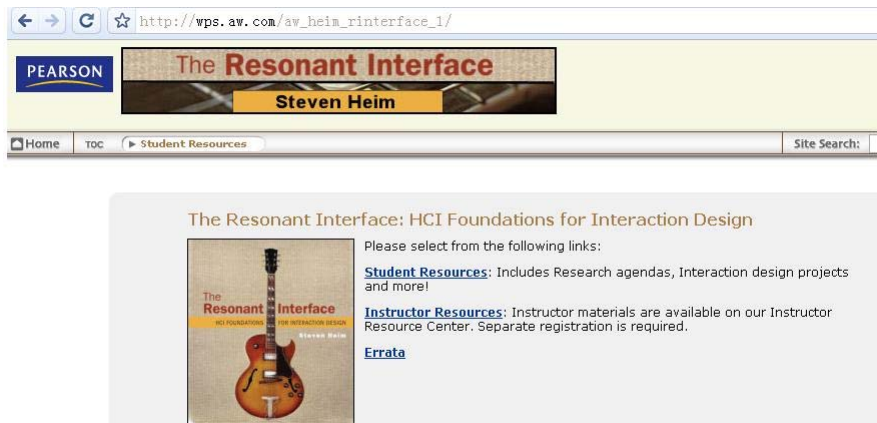 http://wps.aw.com/aw_heim_rinterface_1/
PEARSON
The Resonant Interface
Steven Heim
Home
TOC
Student Resources
Site Search:
The Resonant Interface: HCI Foundations for Interaction Design
Please select from the following links:
Student Resources: Includes Research agendas, Interaction design projects
and more!
Instructor Resources: Instructor materials are available on our Instructor
Resource Center. Separate registration is required.
Errata
The
Resonant Interface
HCI FOUNDATIONS FOR INTERACTION DESIGN
Steven Heim